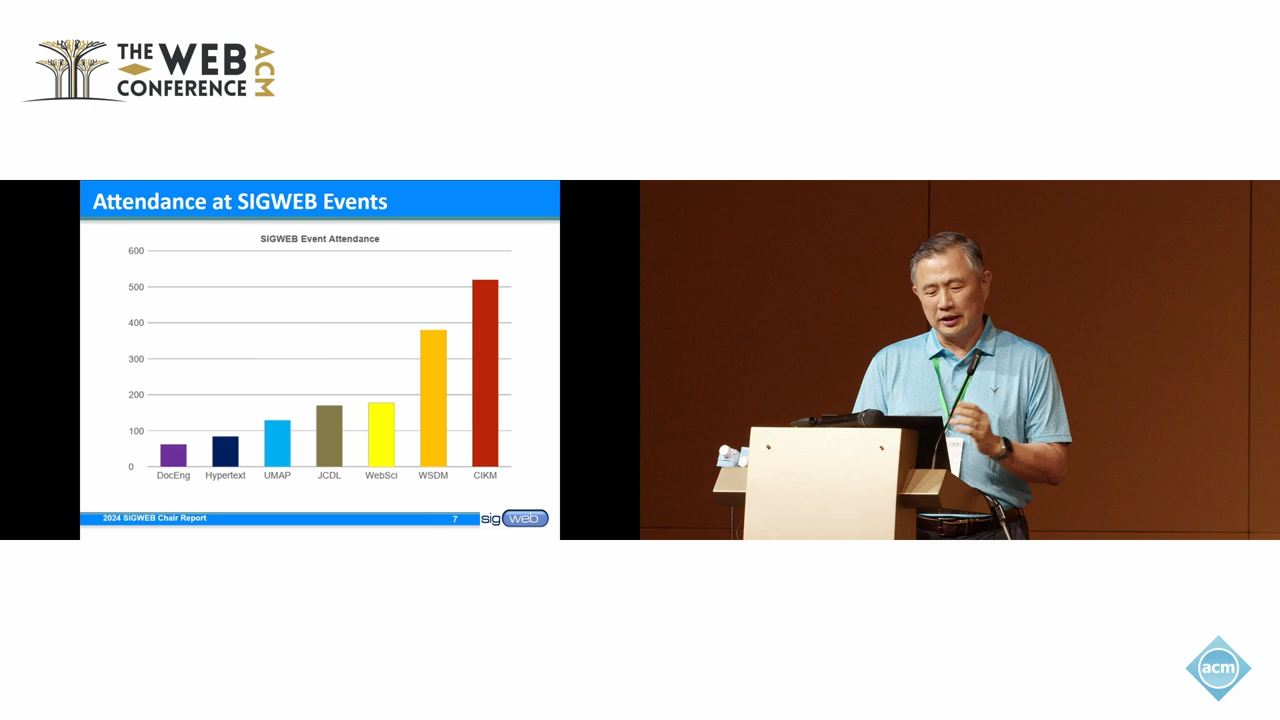 THE WEB
CONFERENCE
ACM
Attendance at SIGWEB Events
SIGWEB Event Attendance
600
500
400
300
200
100
0
DocEng Hypertext UMAP JCDL WebSci WSDM CIKM
2024 SIGWEB Chair Report 7 sig web
acm